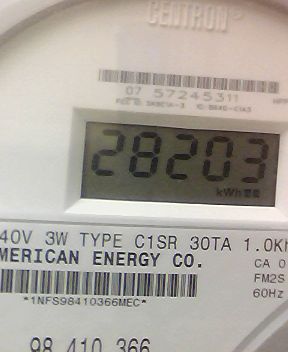 CENTRON®
07 57245311
28203
kWh
40V 3W TYPE C1SR 30TA 1.0Kh
MERICAN ENERGY CO.
CA 0
FM2S
60Hz
*1NFS98410366MEC*
98 410 366